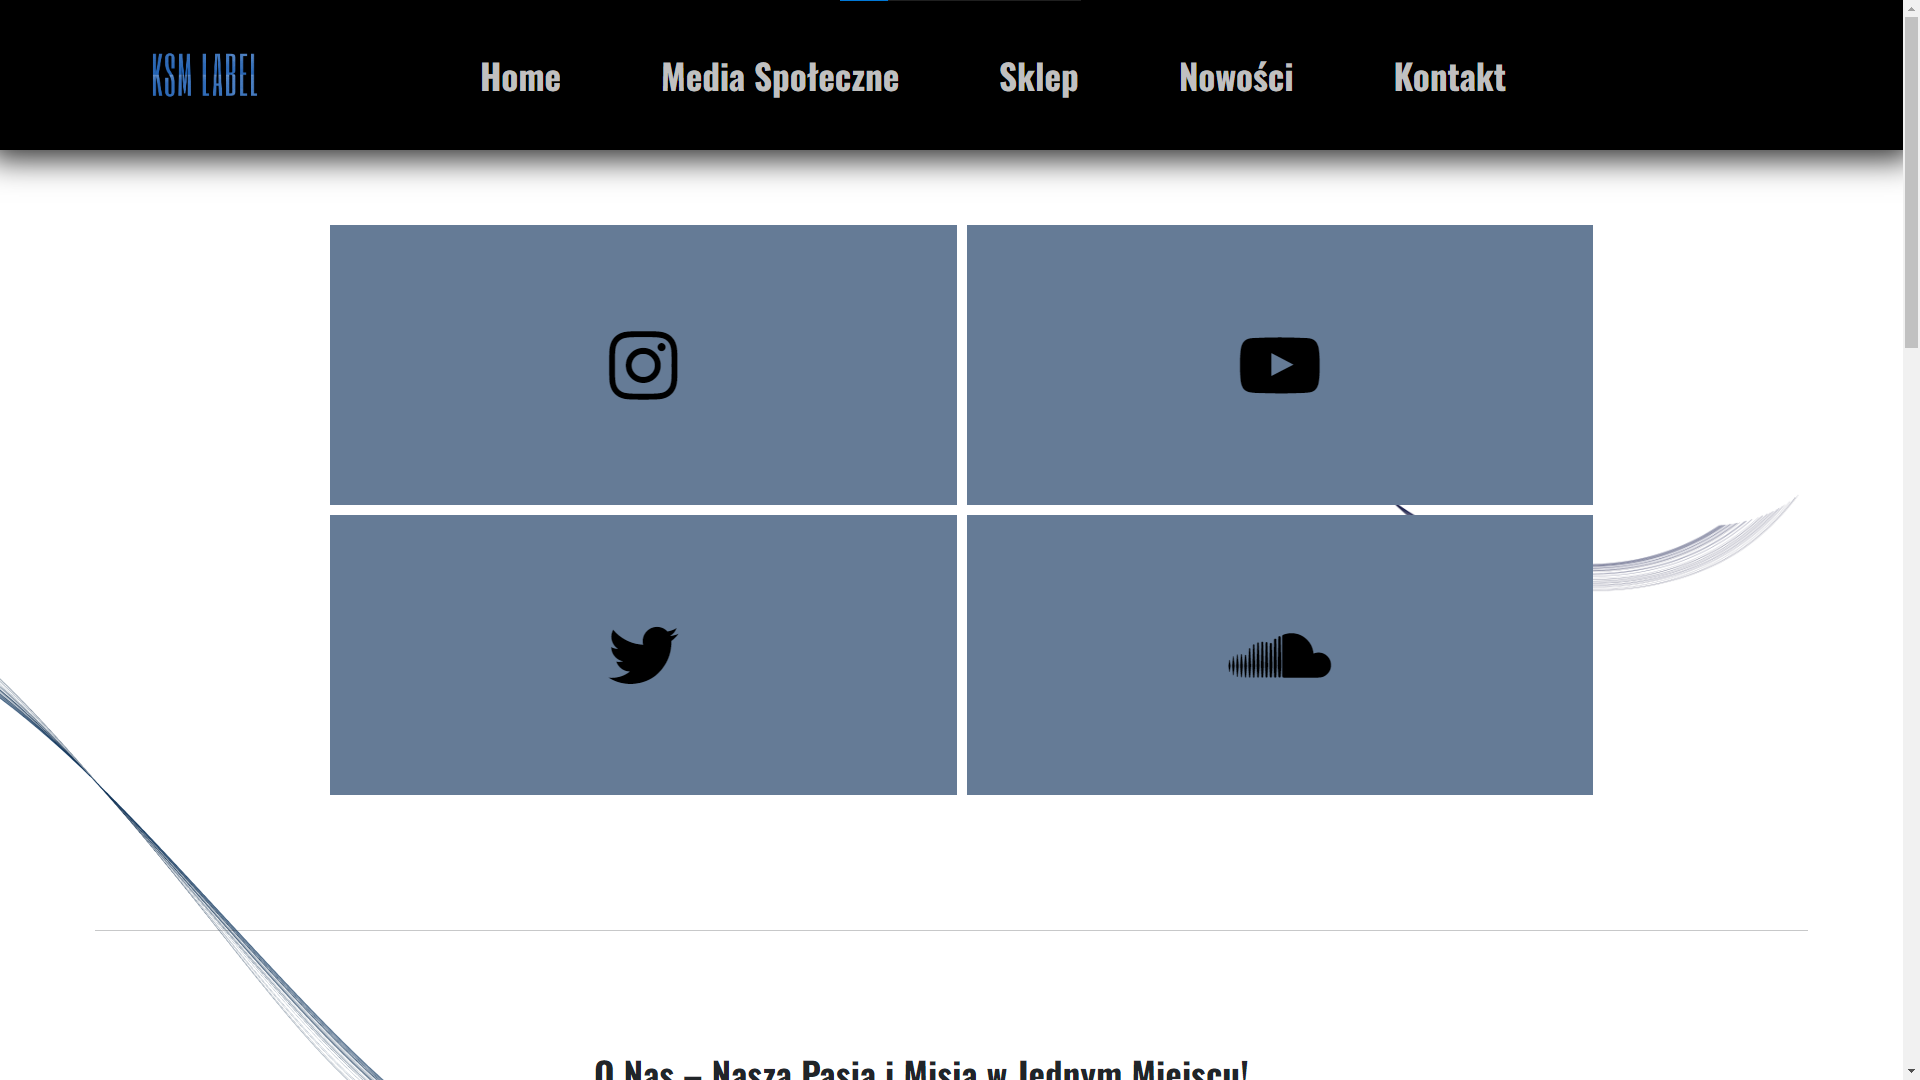 KSM LABEL
Home
Media Społeczne
Sklep
Nowości
Kontakt
O Nas – Nasza Pasja i Misja w Jednym Miejscu!